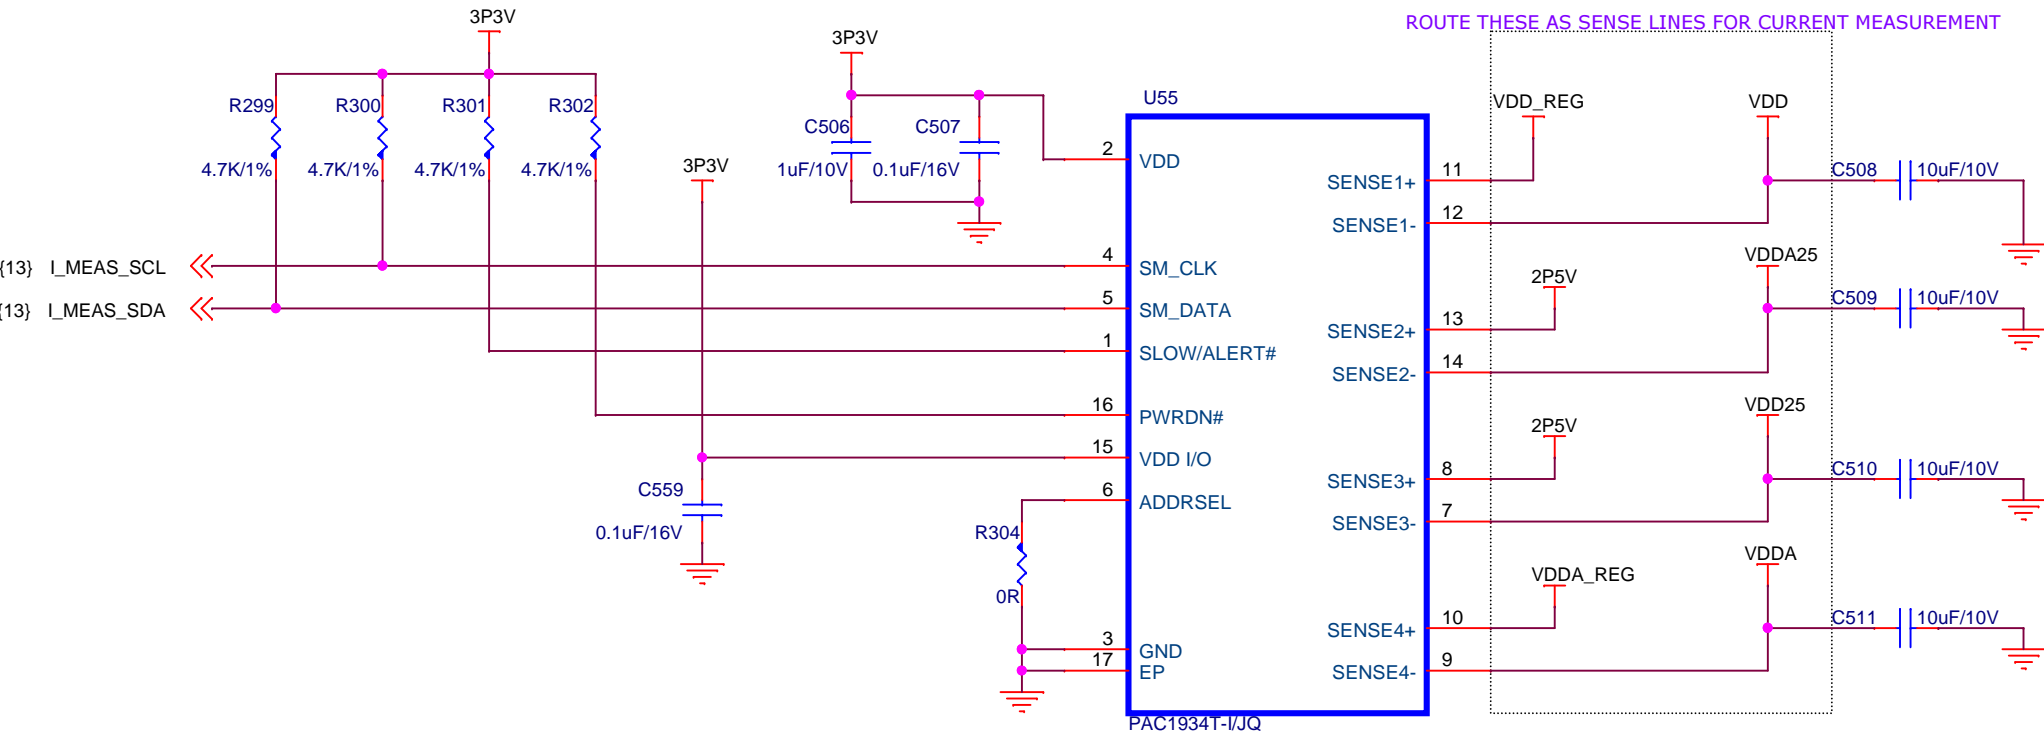 ROUTE THESE AS SENSE LINES FOR CURRENT MEASUREMENT
3P3V
3P3V
R299
R300
R301
R302
4.7K/1%
4.7K/1%
4.7K/1%
4.7K/1%
3P3V
C506
C507
1uF/10V
0.1uF/16V
U55
VDD_REG
VDD
2
VDD
11
SENSE1+
12
SENSE1-
C508
10uF/10V
{13} I_MEAS_SCL
4
SM_CLK
VDDA25
2P5V
C509
10uF/10V
13} I_MEAS_SDA
5
SM_DATA
13
SENSE2+
1
SLOW/ALERT#
14
SENSE2-
16
PWRDN#
VDD25
2P5V
15
VDD I/O
8
SENSE3+
C510
10uF/10V
C559
0.1uF/16V
6
ADDRSEL
7
SENSE3-
R304
0R
VDDA
VDDA_REG
10
SENSE4+
C511
10uF/10V
3
GND
17
EP
9
SENSE4-
PAC1934T-I/JQ